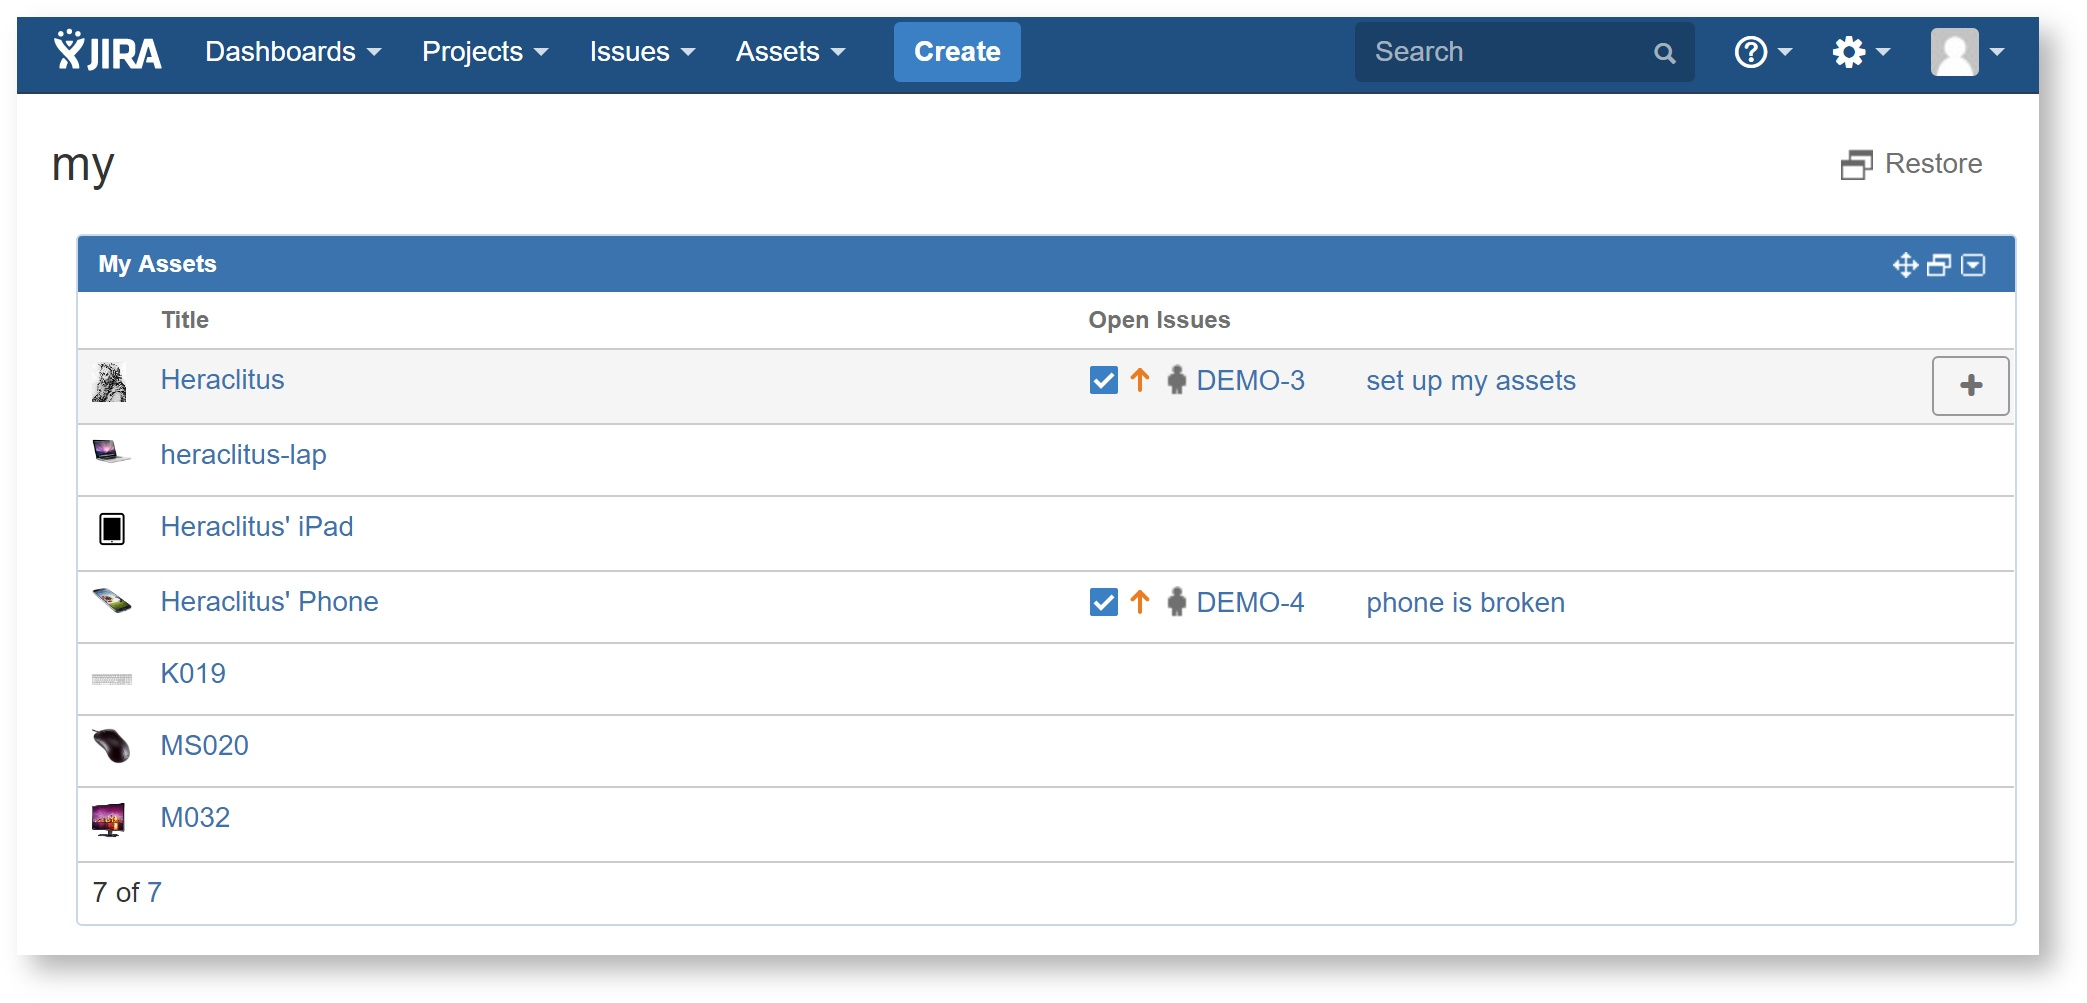 JIRA Dashboards Projects Issues Assets Create Search
my Restore
My Assets
Title Open Issues
Heraclitus DEMO-3 set up my assets
heraclitus-lap
Heraclitus' iPad
Heraclitus' Phone DEMO-4 phone is broken
K019
MS020
M032
7 of 7